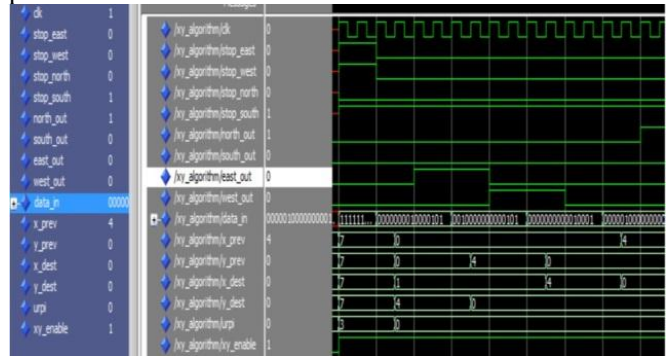 Messages
clk 1
stop_east 0
stop_west 0
stop_north 0
stop_south 1
north_out 1
south_out 0
east_out 0
west_out 0
data_in 00000
x_prev 4
y_prev 0
x_dest 0
y_dest 0
urpi 0
xy_enable 1
/xy_algorithm/clk 0
/xy_algorithm/stop_east 0
/xy_algorithm/stop_west 0
/xy_algorithm/stop_north 0
/xy_algorithm/stop_south 1
/xy_algorithm/north_out 1
/xy_algorithm/south_out 0
/xy_algorithm/east_out 0
/xy_algorithm/west_out 0
/xy_algorithm/data_in
/xy_algorithm/x_prev 4 7 0 4
/xy_algorithm/y_prev 0 7 0 4 0
/xy_algorithm/x_dest 0 7 1 4 0
/xy_algorithm/y_dest 0 7 4 0
/xy_algorithm/urpi 0 3 0
/xy_algorithm/xy_enable 1